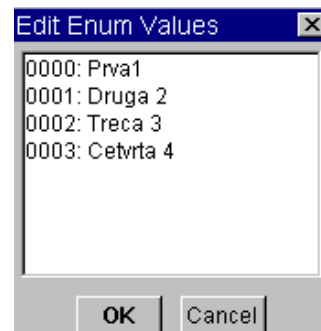 Edit Enum Values
0000: Prva1
0001: Druga 2
0002: Treca 3
0003: Cetvrta 4
OK Cancel